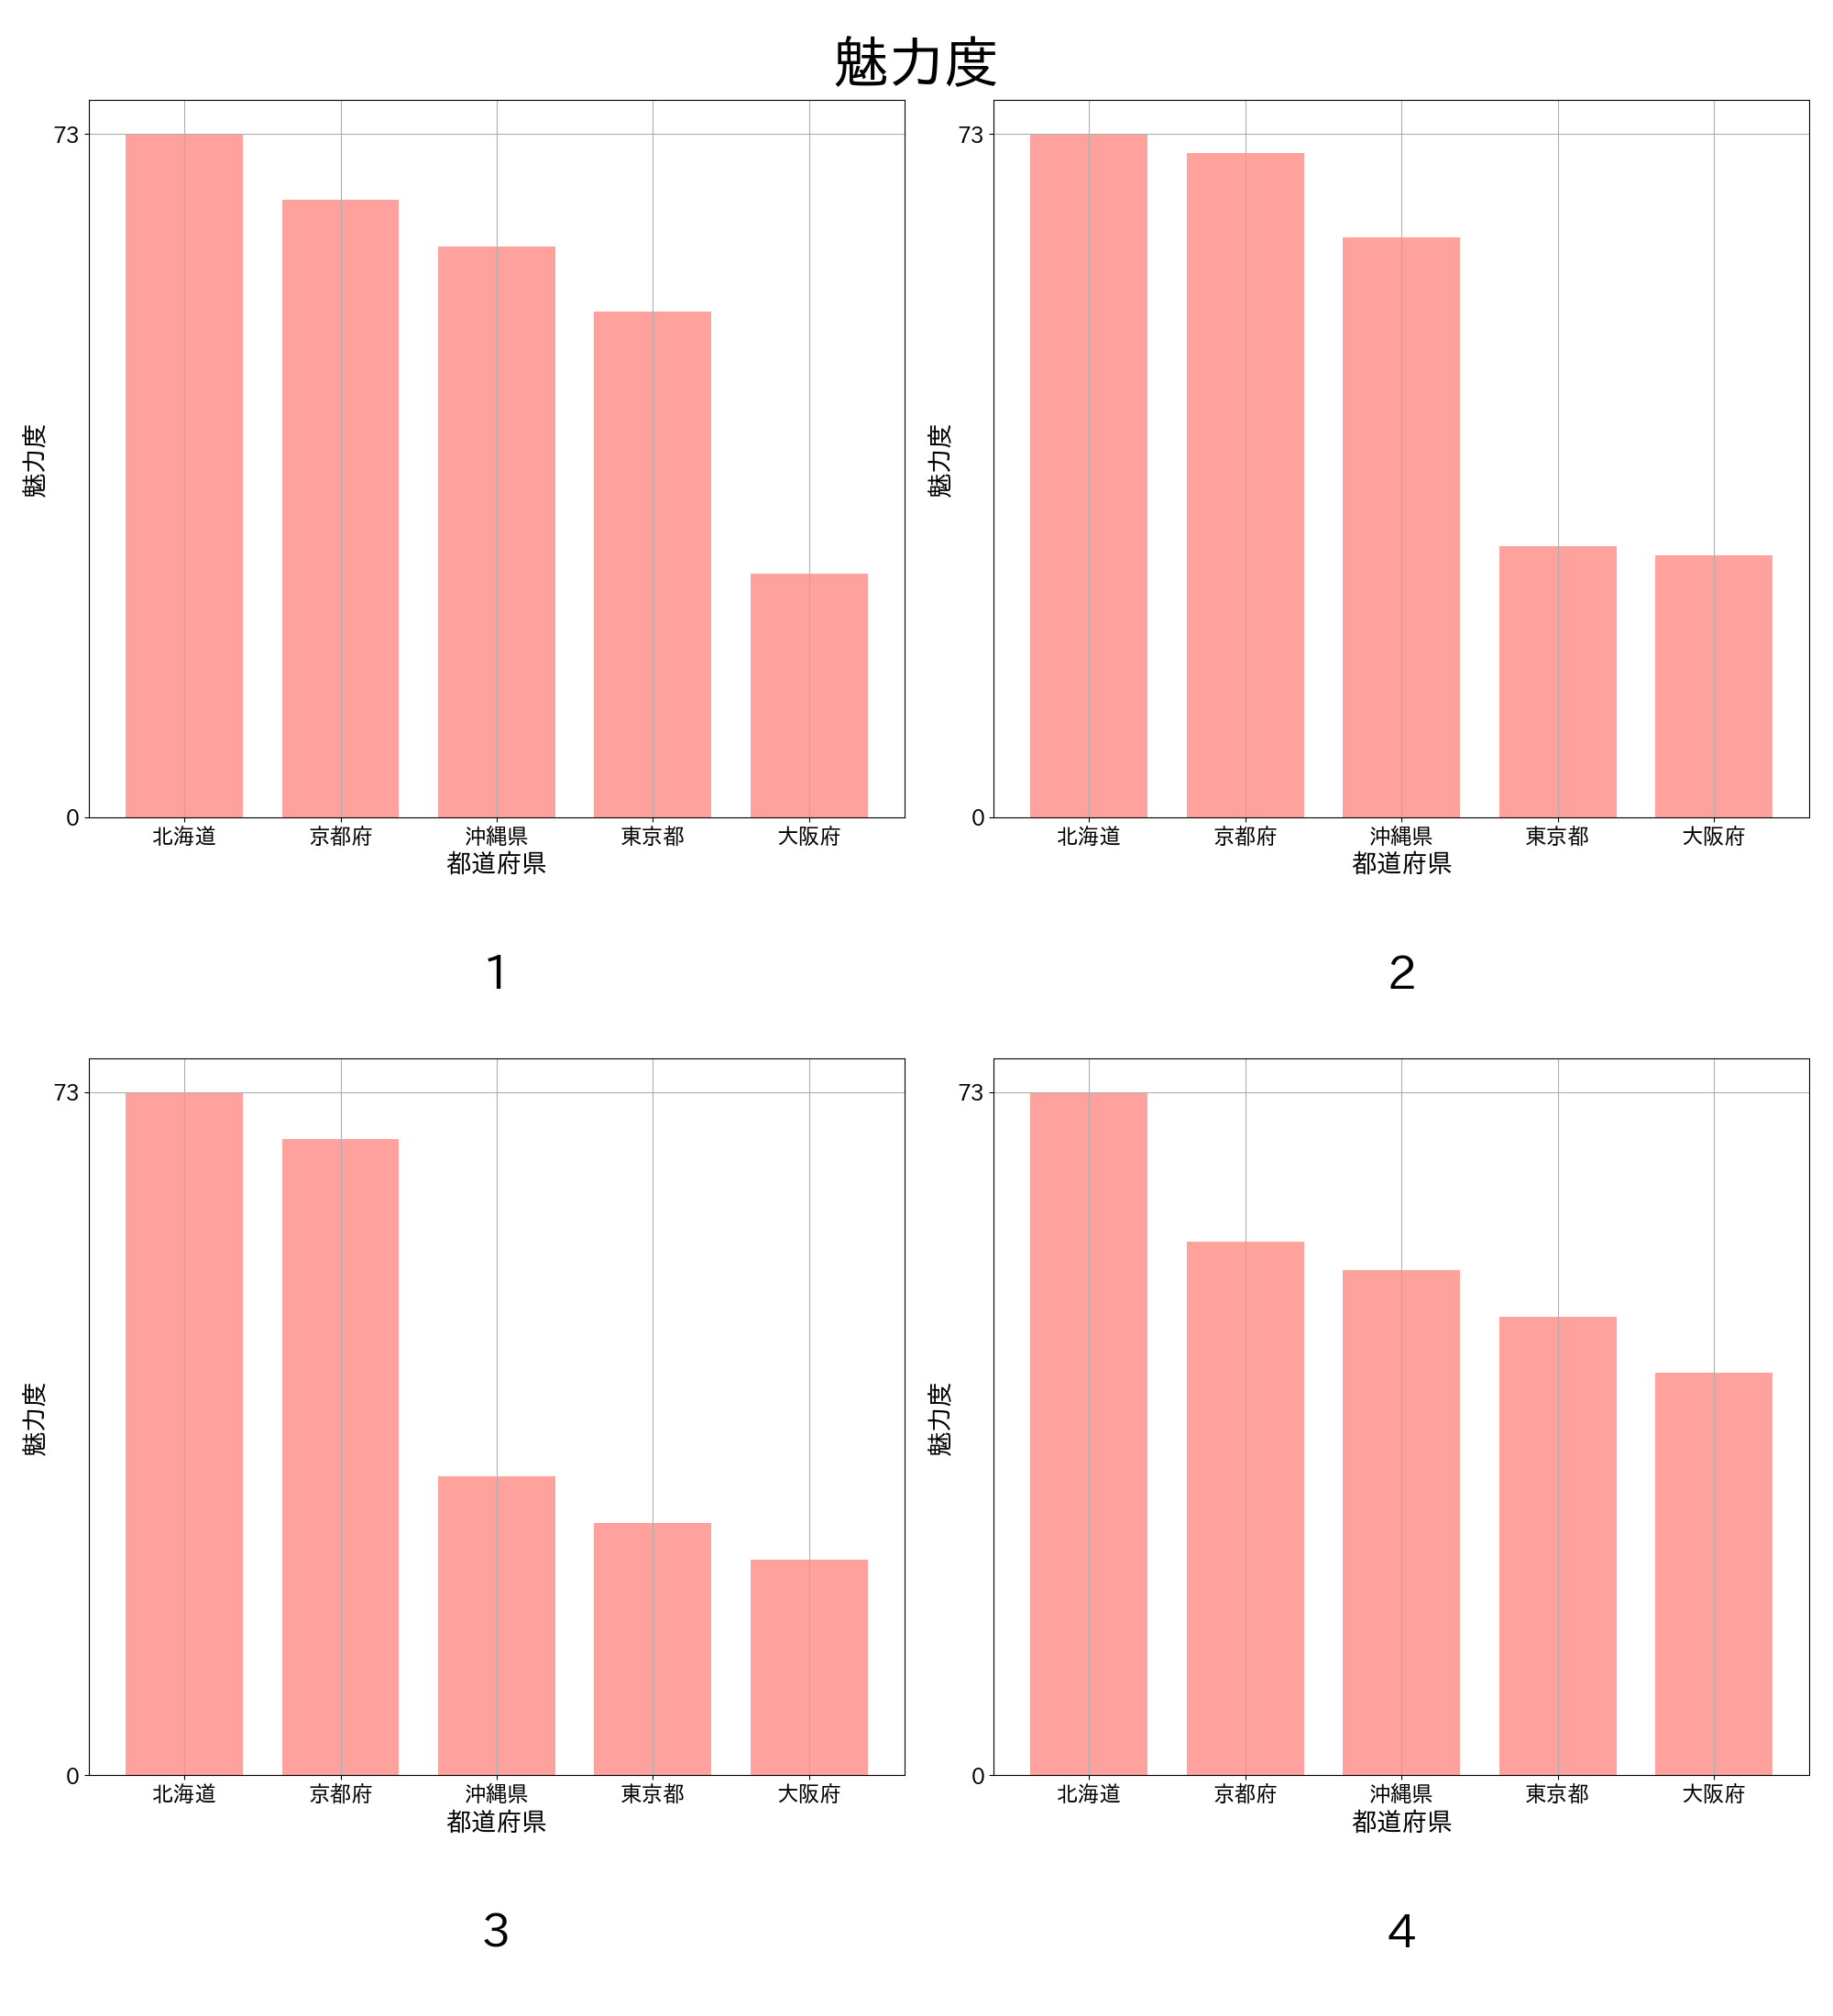 魅力度
73
0
魅力度
北海道 京都府 沖縄県 東京都 大阪府
都道府県
1
73
0
魅力度
北海道 京都府 沖縄県 東京都 大阪府
都道府県
2
73
0
魅力度
北海道 京都府 沖縄県 東京都 大阪府
都道府県
3
73
0
魅力度
北海道 京都府 沖縄県 東京都 大阪府
都道府県
4